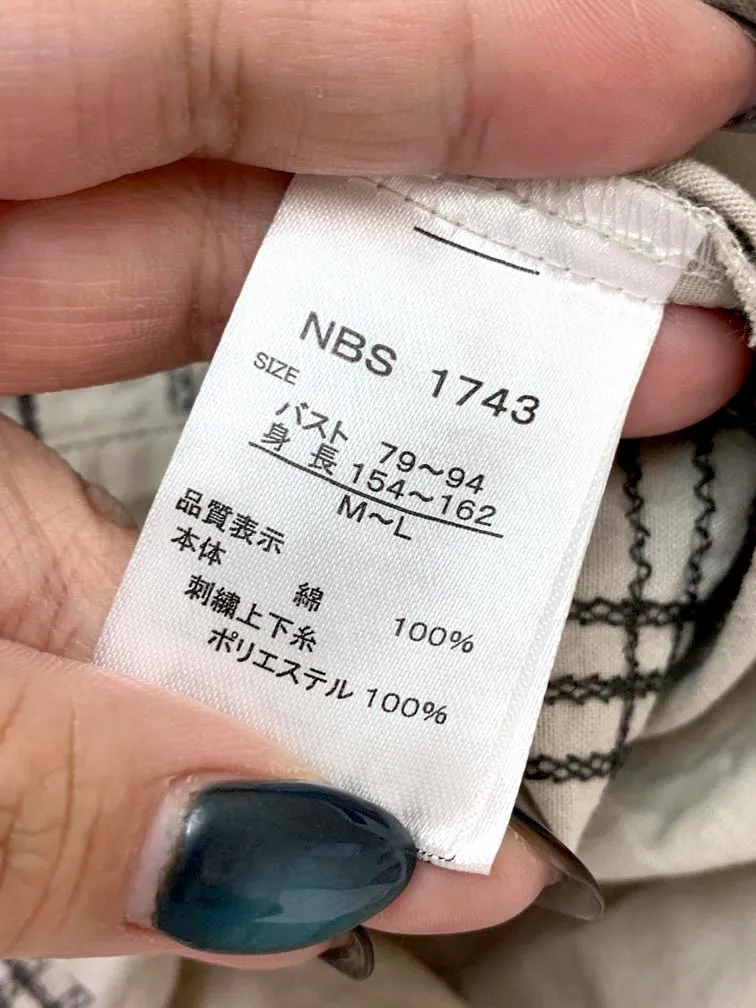 NBS 1743
SIZE
バスト 79〜94
身長 154〜162
M〜L
品質表示
本体
綿 100%
刺繍上下糸
ポリエステル 100%